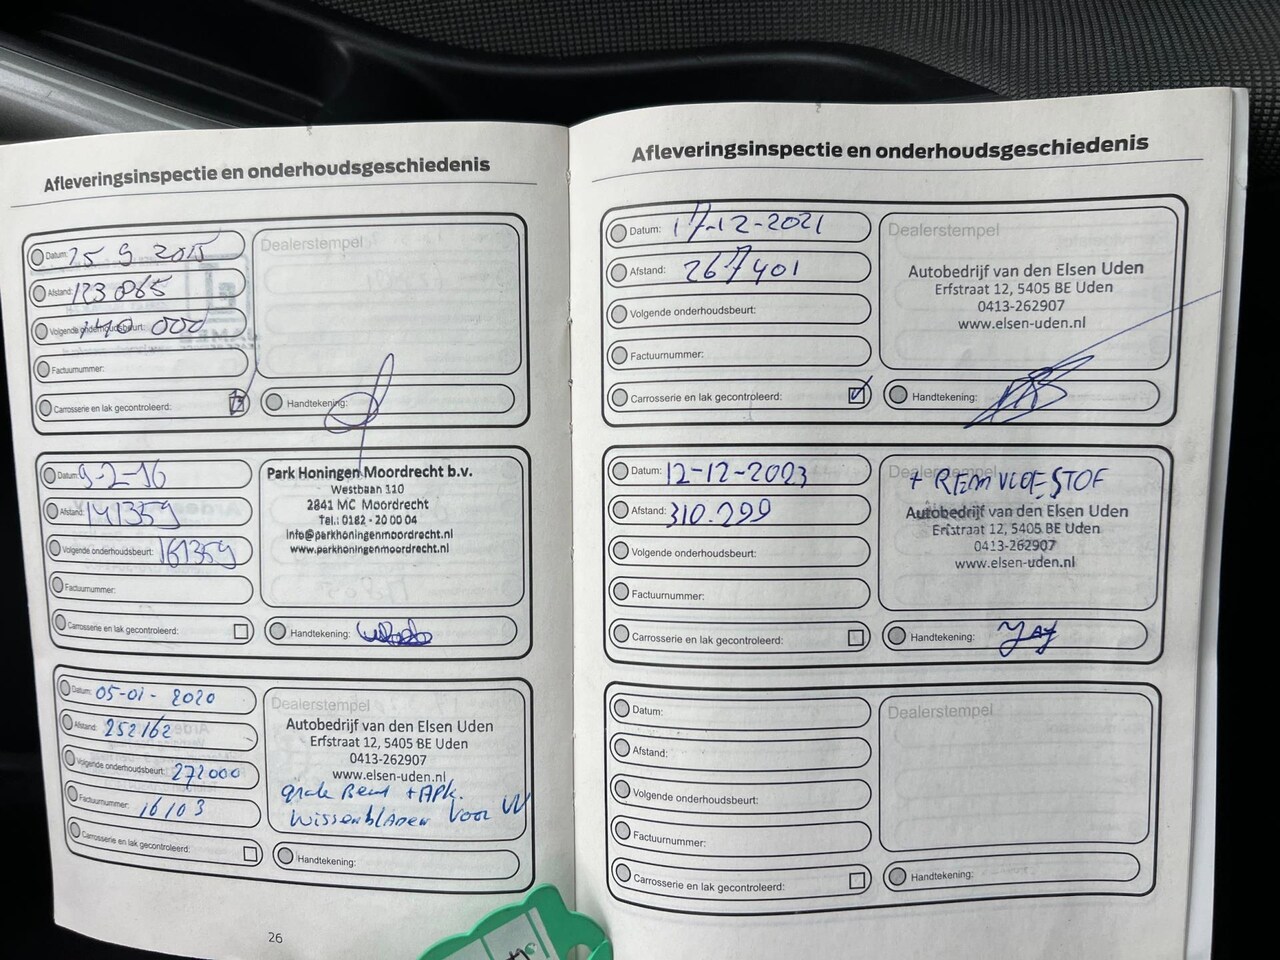 Afleveringsinspectie en onderhoudsgeschiedenis
Datum: 25 9 2015
Afstand: 123 865
Volgende onderhoudsbeurt: 140 000
Factuurnummer:
Carrosserie en lak gecontroleerd:
Dealerstempel
Handtekening:
Datum: 9-2-16
Afstand: 141359
Volgende onderhoudsbeurt: 161359
Factuurnummer:
Carrosserie en lak gecontroleerd:
Park Honingen Moordrecht b.v.
Westbaan 110
2841 MC Moordrecht
Tel.: 0182 - 20 00 04
info@parkhoningenmoordrecht.nl
www.parkhoningenmoordrecht.nl
Handtekening:
Datum: 05-01-2020
Afstand: 252162
Volgende onderhoudsbeurt: 272000
Factuurnummer: 16103
Carrosserie en lak gecontroleerd:
Dealerstempel
Autobedrijf van den Elsen Uden
Erfstraat 12, 5405 BE Uden
0413-262907
www.elsen-uden.nl
grote Beurt + APK.
Wissenbladen Voor VV
Handtekening:
26
Afleveringsinspectie en onderhoudsgeschiedenis
Datum: 17-12-2021
Afstand: 267401
Volgende onderhoudsbeurt:
Factuurnummer:
Carrosserie en lak gecontroleerd:
Dealerstempel
Autobedrijf van den Elsen Uden
Erfstraat 12, 5405 BE Uden
0413-262907
www.elsen-uden.nl
Handtekening:
Datum: 12-12-2023
Afstand: 310.299
Volgende onderhoudsbeurt:
Factuurnummer:
Carrosserie en lak gecontroleerd:
Dealerstempel
+ REMVLOEISTOF
Autobedrijf van den Elsen Uden
Erfstraat 12, 5405 BE Uden
0413-262907
www.elsen-uden.nl
Handtekening:
Datum:
Afstand:
Volgende onderhoudsbeurt:
Factuurnummer:
Carrosserie en lak gecontroleerd:
Dealerstempel
Handtekening: